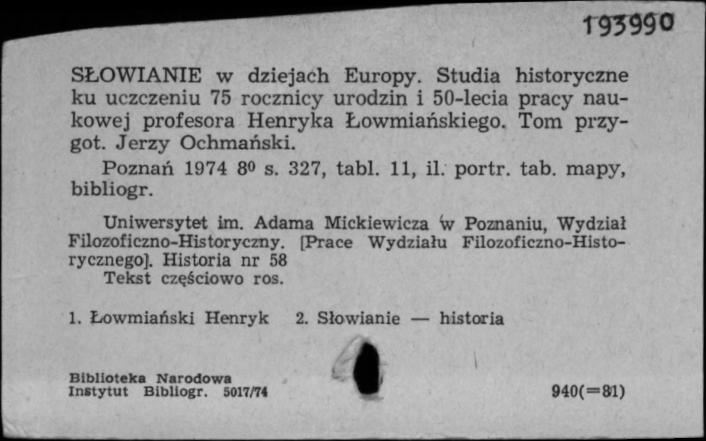 193990
SŁOWIANIE w dziejach Europy. Studia historyczne
ku uczczeniu 75 rocznicy urodzin i 50-lecia pracy nau-
kowej profesora Henryka Łowmiańskiego. Tom przy-
got. Jerzy Ochmański.
Poznań 1974 8⁰ s. 327, tabl. 11, il. portr. tab. mapy,
bibliogr.
Uniwersytet im. Adama Mickiewicza w Poznaniu, Wydział
Filozoficzno-Historyczny. [Prace Wydziału Filozoficzno-Histo-
rycznego]. Historia nr 58
Tekst częściowo ros.
1. Łowmiański Henryk 2. Słowianie — historia
Biblioteka Narodowa
Instytut Bibliogr. 5017/74
940(=81)